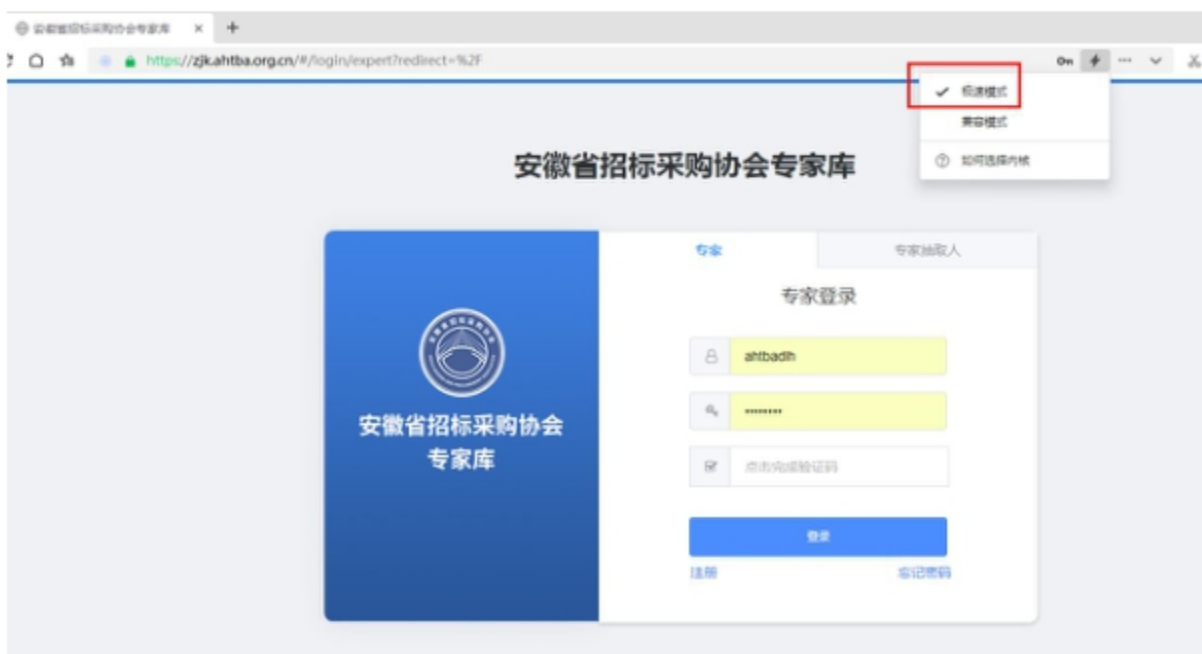 安徽省招标采购协会专家库
https://zjk.ahtba.org.cn/#/login/expert?redirect=%2F
极速模式
兼容模式
如何选择内核
安徽省招标采购协会专家库
专家
专家抽取人
专家登录
ahtbadlh
点击完成验证码
登录
注册
忘记密码
安徽省招标采购协会
专家库